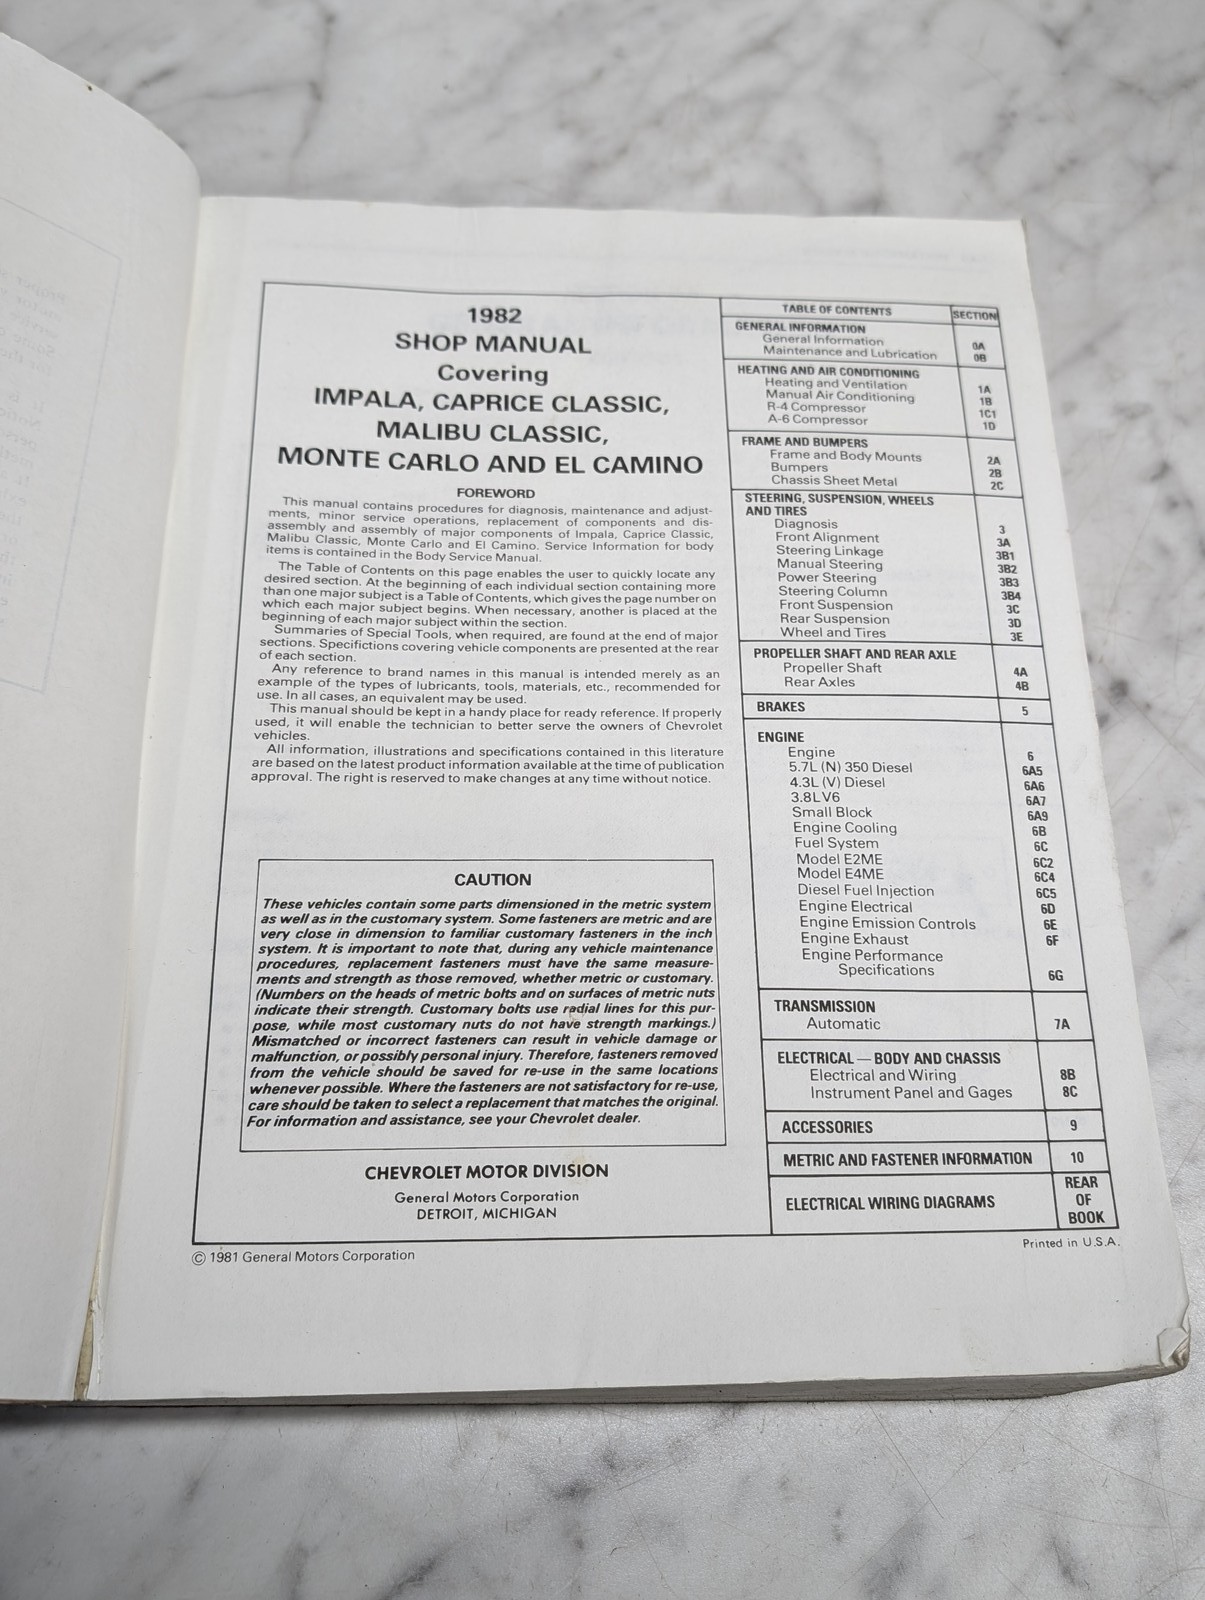 1982
SHOP MANUAL
Covering
IMPALA, CAPRICE CLASSIC,
MALIBU CLASSIC,
MONTE CARLO AND EL CAMINO
FOREWORD
This manual contains procedures for diagnosis, maintenance and adjust-
ments, minor service operations, replacement of components and dis-
assembly and assembly of major components of Impala, Caprice Classic,
Malibu Classic, Monte Carlo and El Camino. Service Information for body
items is contained in the Body Service Manual.
The Table of Contents on this page enables the user to quickly locate any
desired section. At the beginning of each individual section containing more
than one major subject is a Table of Contents, which gives the page number on
which each major subject begins. When necessary, another is placed at the
beginning of each major subject within the section.
Summaries of Special Tools, when required, are found at the end of major
sections. Specifictions covering vehicle components are presented at the rear
of each section.
Any reference to brand names in this manual is intended merely as an
example of the types of lubricants, tools, materials, etc., recommended for
use. In all cases, an equivalent may be used.
This manual should be kept in a handy place for ready reference. If properly
used, it will enable the technician to better serve the owners of Chevrolet
vehicles.
All information, illustrations and specifications contained in this literature
are based on the latest product information available at the time of publication
approval. The right is reserved to make changes at any time without notice.
CAUTION
These vehicles contain some parts dimensioned in the metric system
as well as in the customary system. Some fasteners are metric and are
very close in dimension to familiar customary fasteners in the inch
system. It is important to note that, during any vehicle maintenance
procedures, replacement fasteners must have the same measure-
ments and strength as those removed, whether metric or customary.
(Numbers on the heads of metric bolts and on surfaces of metric nuts
indicate their strength. Customary bolts use radial lines for this pur-
pose, while most customary nuts do not have strength markings.)
Mismatched or incorrect fasteners can result in vehicle damage or
malfunction, or possibly personal injury. Therefore, fasteners removed
from the vehicle should be saved for re-use in the same locations
whenever possible. Where the fasteners are not satisfactory for re-use,
care should be taken to select a replacement that matches the original.
For information and assistance, see your Chevrolet dealer.
CHEVROLET MOTOR DIVISION
General Motors Corporation
DETROIT, MICHIGAN
© 1981 General Motors Corporation
TABLE OF CONTENTS SECTION
GENERAL INFORMATION
General Information 0A
Maintenance and Lubrication 0B
HEATING AND AIR CONDITIONING
Heating and Ventilation 1A
Manual Air Conditioning 1B
R-4 Compressor 1C1
A-6 Compressor 1D
FRAME AND BUMPERS
Frame and Body Mounts 2A
Bumpers 2B
Chassis Sheet Metal 2C
STEERING, SUSPENSION, WHEELS
AND TIRES
Diagnosis 3
Front Alignment 3A
Steering Linkage 3B1
Manual Steering 3B2
Power Steering 3B3
Steering Column 3B4
Front Suspension 3C
Rear Suspension 3D
Wheel and Tires 3E
PROPELLER SHAFT AND REAR AXLE
Propeller Shaft 4A
Rear Axles 4B
BRAKES 5
ENGINE
Engine 6
5.7L (N) 350 Diesel 6A5
4.3L (V) Diesel 6A6
3.8L V6 6A7
Small Block 6A9
Engine Cooling 6B
Fuel System 6C
Model E2ME 6C2
Model E4ME 6C4
Diesel Fuel Injection 6C5
Engine Electrical 6D
Engine Emission Controls 6E
Engine Exhaust 6F
Engine Performance
Specifications 6G
TRANSMISSION
Automatic 7A
ELECTRICAL — BODY AND CHASSIS
Electrical and Wiring 8B
Instrument Panel and Gages 8C
ACCESSORIES 9
METRIC AND FASTENER INFORMATION 10
ELECTRICAL WIRING DIAGRAMS REAR
OF
BOOK
Printed in U.S.A.